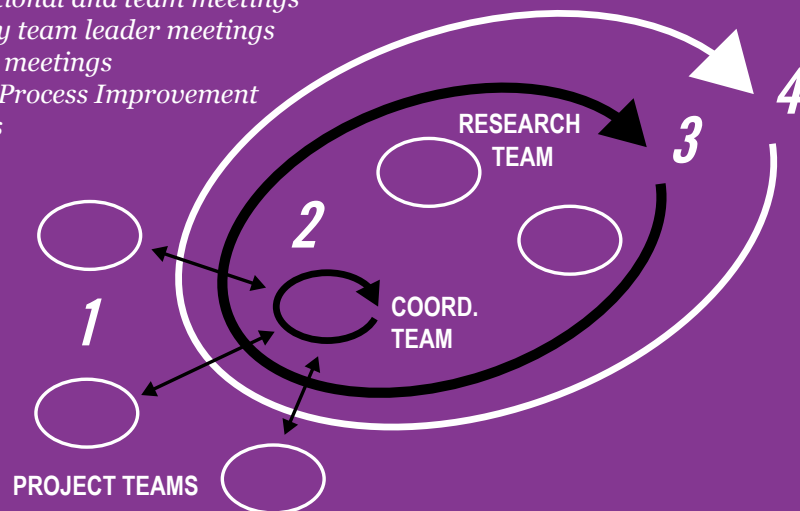 and team meetings
team leader meetings
meetings
Process Improvement
RESEARCH
TEAM
3
4
2
1
COORD.
TEAM
PROJECT TEAMS